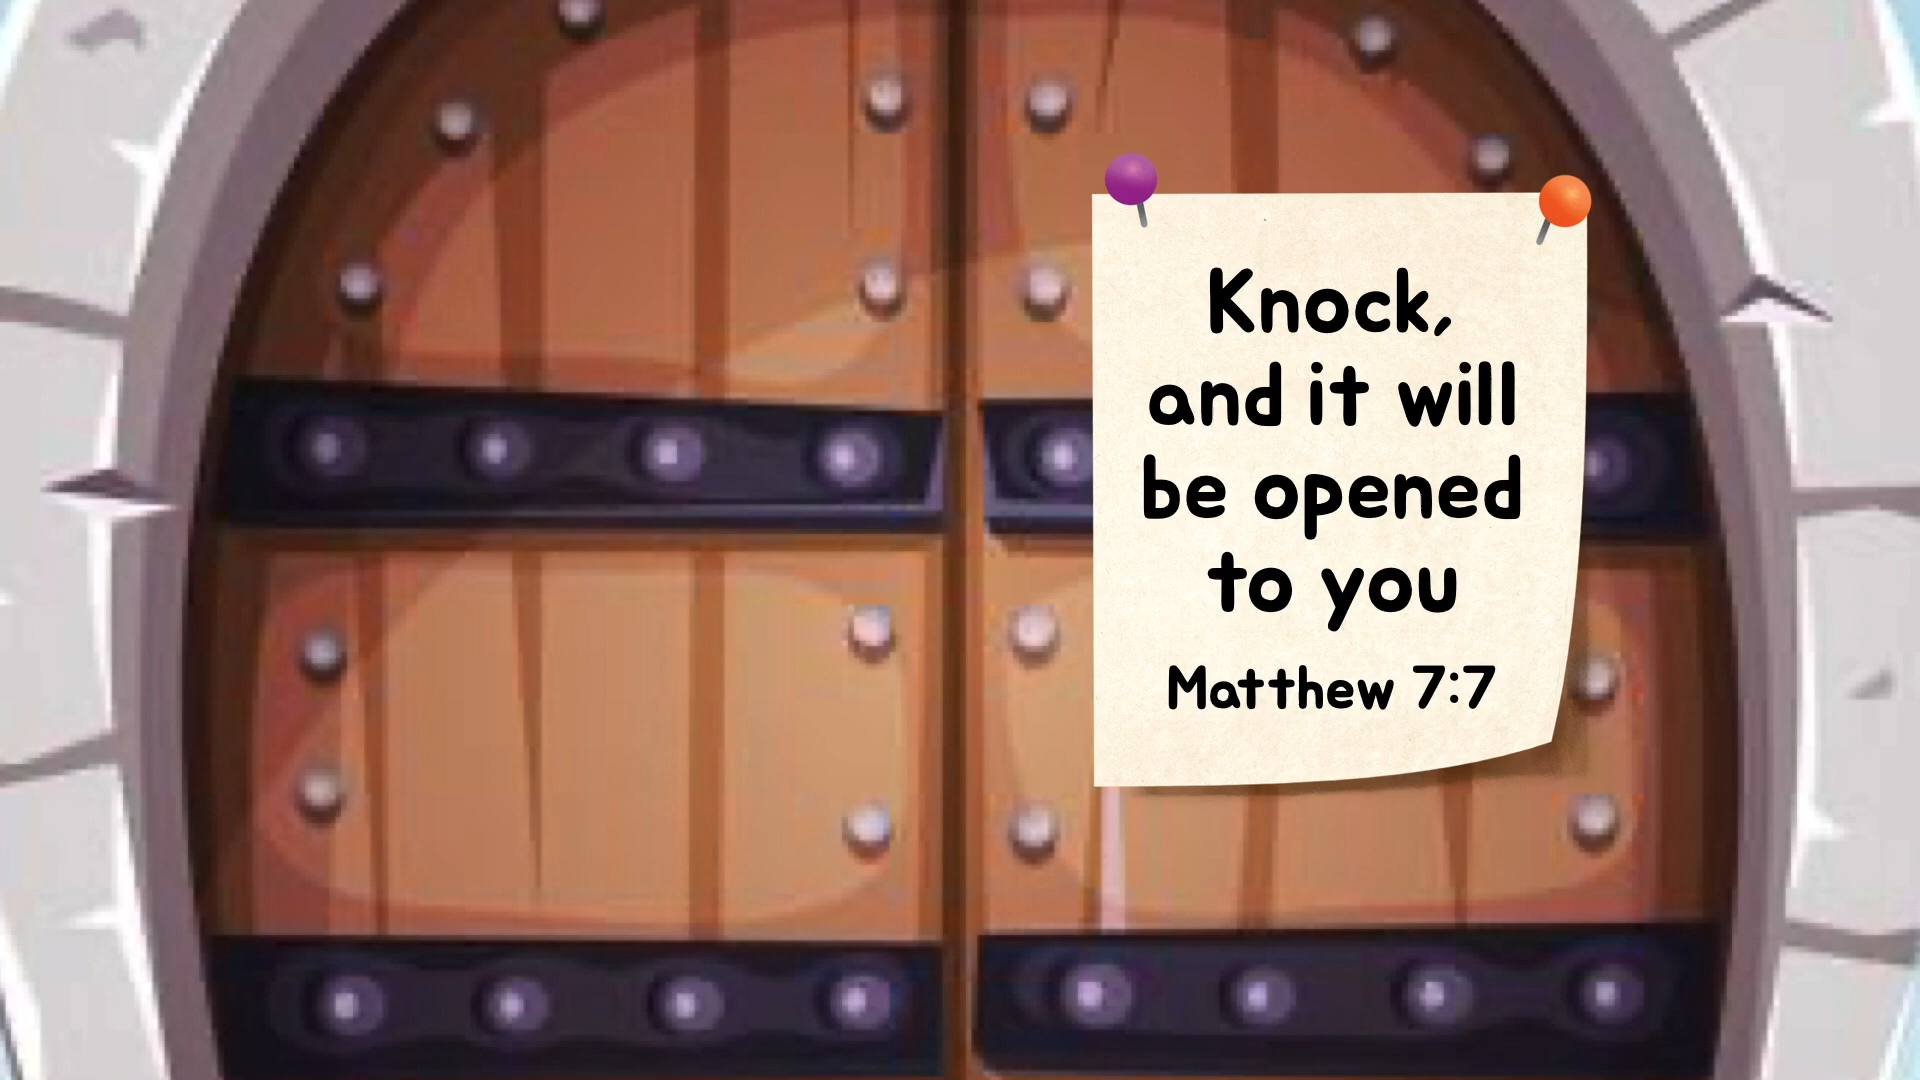 Knock,
and it will
be opened
to you
Matthew 7:7